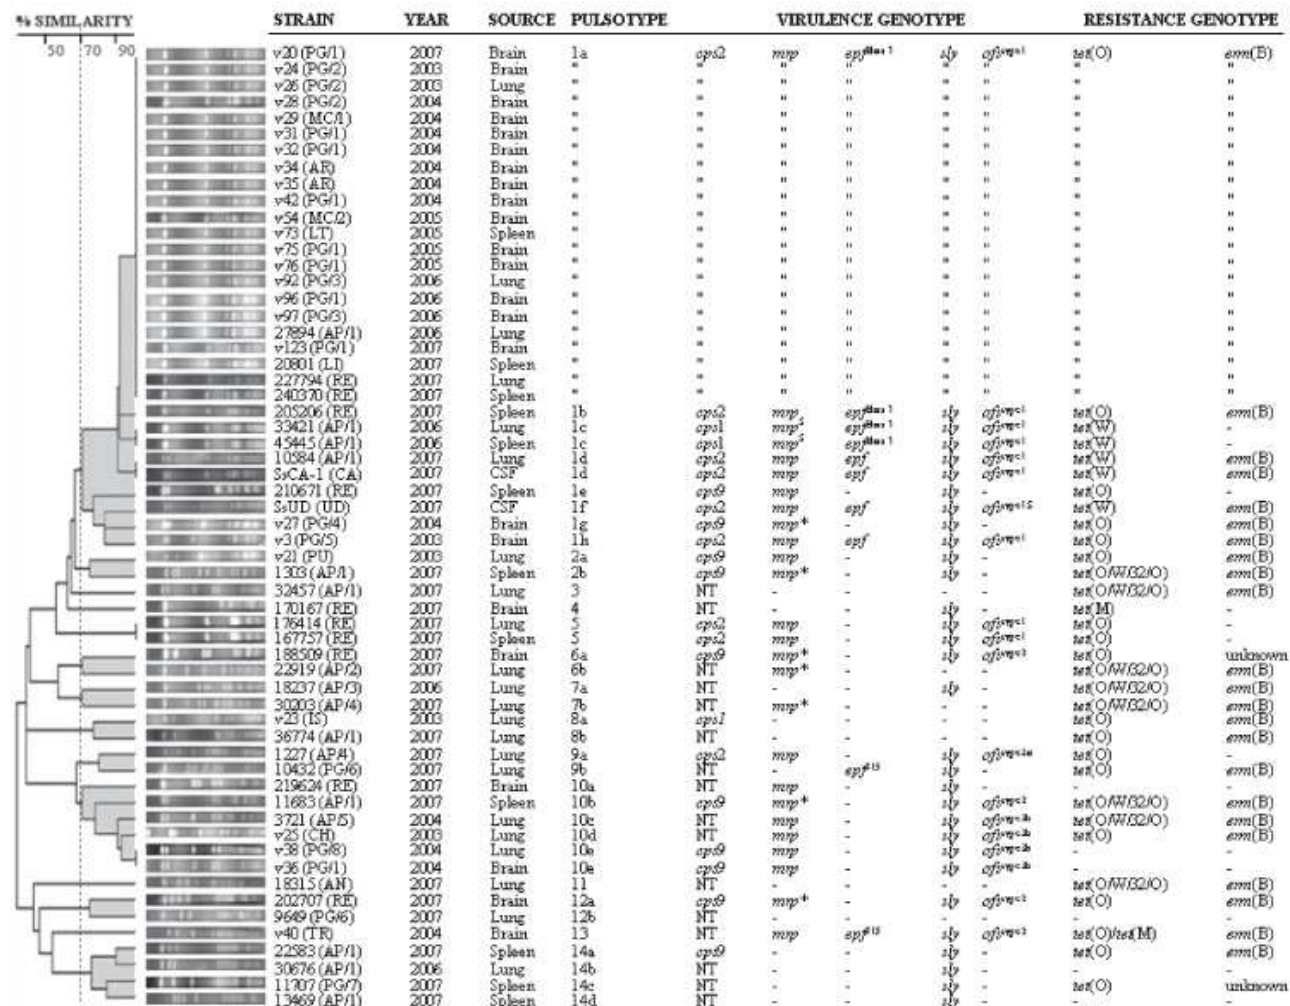 % SIMILARITY STRAIN YEAR SOURCE PULSOTYPE VIRULENCE GENOTYPE RESISTANCE GENOTYPE
50 70 90
v20 (PG/1) 2007 Brain 1a cps2 mrp epf sly tet(O) erm(B)
v24 (PG/2) 2003 Brain " " " " " " " "
v26 (PG/2) 2003 Lung " " " " " " " "
v28 (PG/2) 2004 Brain " " " " " " " "
v29 (MC/1) 2004 Brain " " " " " " " "
v31 (PG/1) 2004 Brain " " " " " " " "
v32 (PG/1) 2004 Brain " " " " " " " "
v34 (AR) 2004 Brain " " " " " " " "
v35 (AR) 2004 Brain " " " " " " " "
v42 (PG/1) 2004 Brain " " " " " " " "
v54 (MC/2) 2005 Brain " " " " " " " "
v73 (LT) 2005 Spleen " " " " " " " "
v75 (PG/1) 2005 Brain " " " " " " " "
v76 (PG/1) 2005 Brain " " " " " " " "
v92 (PG/3) 2006 Lung " " " " " " " "
v96 (PG/1) 2006 Brain " " " " " " " "
v97 (PG/3) 2006 Brain " " " " " " " "
27894 (AP/1) 2006 Lung " " " " " " " "
v123 (PG/1) 2007 Brain " " " " " " " "
20801 (LI) 2007 Spleen " " " " " " " "
227794 (RE) 2007 Lung " " " " " " " "
240370 (RE) 2007 Spleen " " " " " " " "
205206 (RE) 2007 Spleen 1b cps2 mrp epf sly tet(O) erm(B)
33421 (AP/1) 2006 Lung 1c cps1 mrpˢ epf sly tet(W) -
45445 (AP/1) 2006 Spleen 1c cps1 mrpˢ epf sly tet(W) -
10584 (AP/1) 2007 Lung 1d cps2 mrp epf sly tet(W) erm(B)
SsCA-1 (CA) 2007 CSF 1d cps2 mrp epf sly tet(W) erm(B)
210671 (RE) 2007 Spleen 1e cps9 mrp - sly - tet(O) -
SsUD (UD) 2007 CSF 1f cps2 mrp epf sly tet(W) erm(B)
v27 (PG/4) 2004 Brain 1g cps9 mrp* - sly - tet(O) erm(B)
v3 (PG/5) 2003 Brain 1h cps2 mrp epf sly tet(O) erm(B)
v21 (PU) 2003 Lung 2a cps9 mrp - sly - tet(O) erm(B)
1303 (AP/1) 2007 Spleen 2b cps9 mrp* - sly - tet(O/W/32/O) erm(B)
32457 (AP/1) 2007 Lung 3 NT - - - - tet(O/W/32/O) erm(B)
170167 (RE) 2007 Brain 4 NT - - sly - tet(M) -
176414 (RE) 2007 Lung 5 cps2 mrp - sly tet(O) -
167757 (RE) 2007 Spleen 5 cps2 mrp - sly tet(O) -
188509 (RE) 2007 Brain 6a cps9 mrp* - sly tet(O) unknown
22919 (AP/2) 2007 Lung 6b NT mrp* - - - tet(O/W/32/O) erm(B)
18237 (AP/3) 2006 Lung 7a NT - - sly - tet(O/W/32/O) erm(B)
30203 (AP/4) 2007 Lung 7b NT mrp* - - - tet(O/W/32/O) erm(B)
v23 (IS) 2003 Lung 8a cps1 - - - - tet(O) erm(B)
36774 (AP/1) 2007 Lung 8b NT - - - - tet(O) erm(B)
1227 (AP/4) 2007 Lung 9a cps2 mrp - sly tet(O) -
10432 (PG/6) 2007 Lung 9b NT - epf sly - tet(O) erm(B)
219624 (RE) 2007 Brain 10a NT mrp - sly - - -
11683 (AP/1) 2007 Spleen 10b cps9 mrp* - sly tet(O/W/32/O) erm(B)
3721 (AP/5) 2004 Lung 10c NT mrp - sly tet(O/W/32/O) erm(B)
v25 (CH) 2003 Lung 10d NT mrp - sly tet(O) erm(B)
v38 (PG/8) 2004 Lung 10e cps9 mrp - sly - -
v36 (PG/1) 2004 Brain 10e cps9 mrp - sly - -
18315 (AN) 2007 Lung 11 NT - - - - tet(O/W/32/O) erm(B)
202707 (RE) 2007 Brain 12a cps9 mrp* - sly tet(O) erm(B)
9649 (PG/6) 2007 Lung 12b NT - - - - - -
v40 (TR) 2004 Brain 13 NT mrp epf sly tet(O)/tet(M) erm(B)
22583 (AP/1) 2007 Spleen 14a cps9 - - sly - tet(O) erm(B)
30676 (AP/1) 2006 Lung 14b NT - - sly - - -
11707 (PG/7) 2007 Spleen 14c NT - - sly - tet(O) unknown
13469 (AP/1) 2007 Spleen 14d NT - - sly - - -